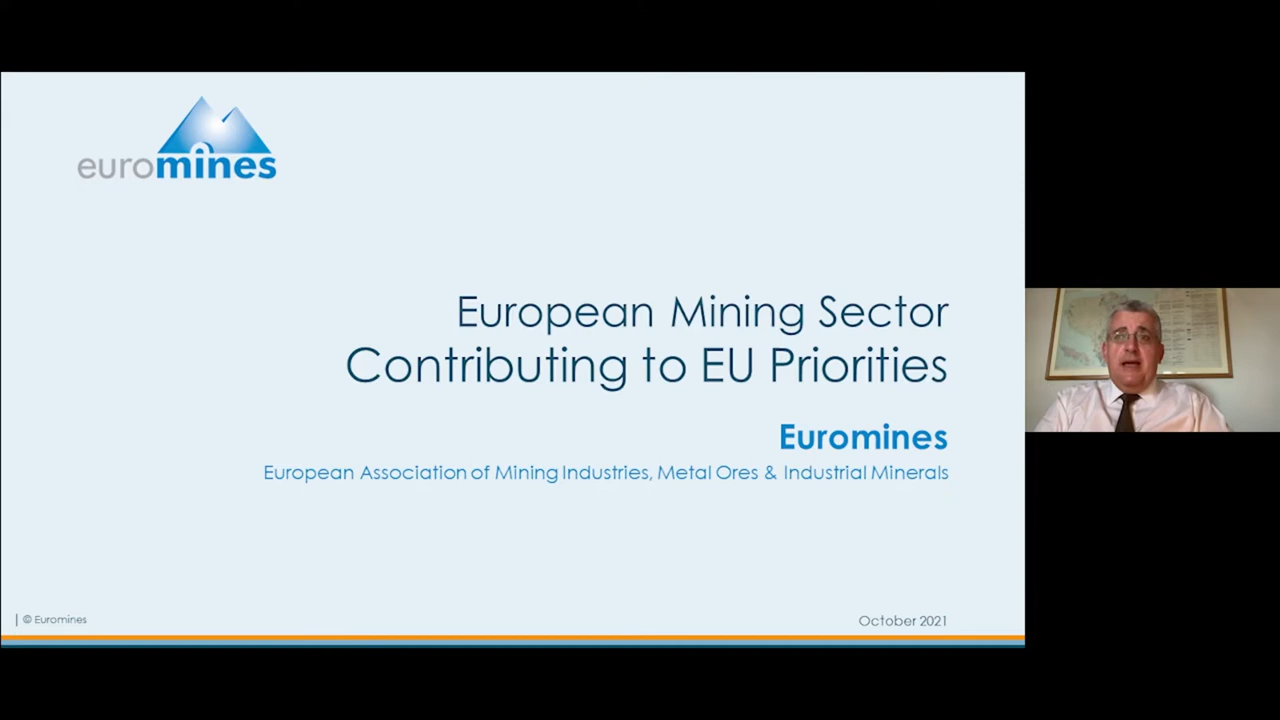 euromines
European Mining Sector
Contributing to EU Priorities
Euromines
European Association of Mining Industries, Metal Ores & Industrial Minerals
| © Euromines
October 2021